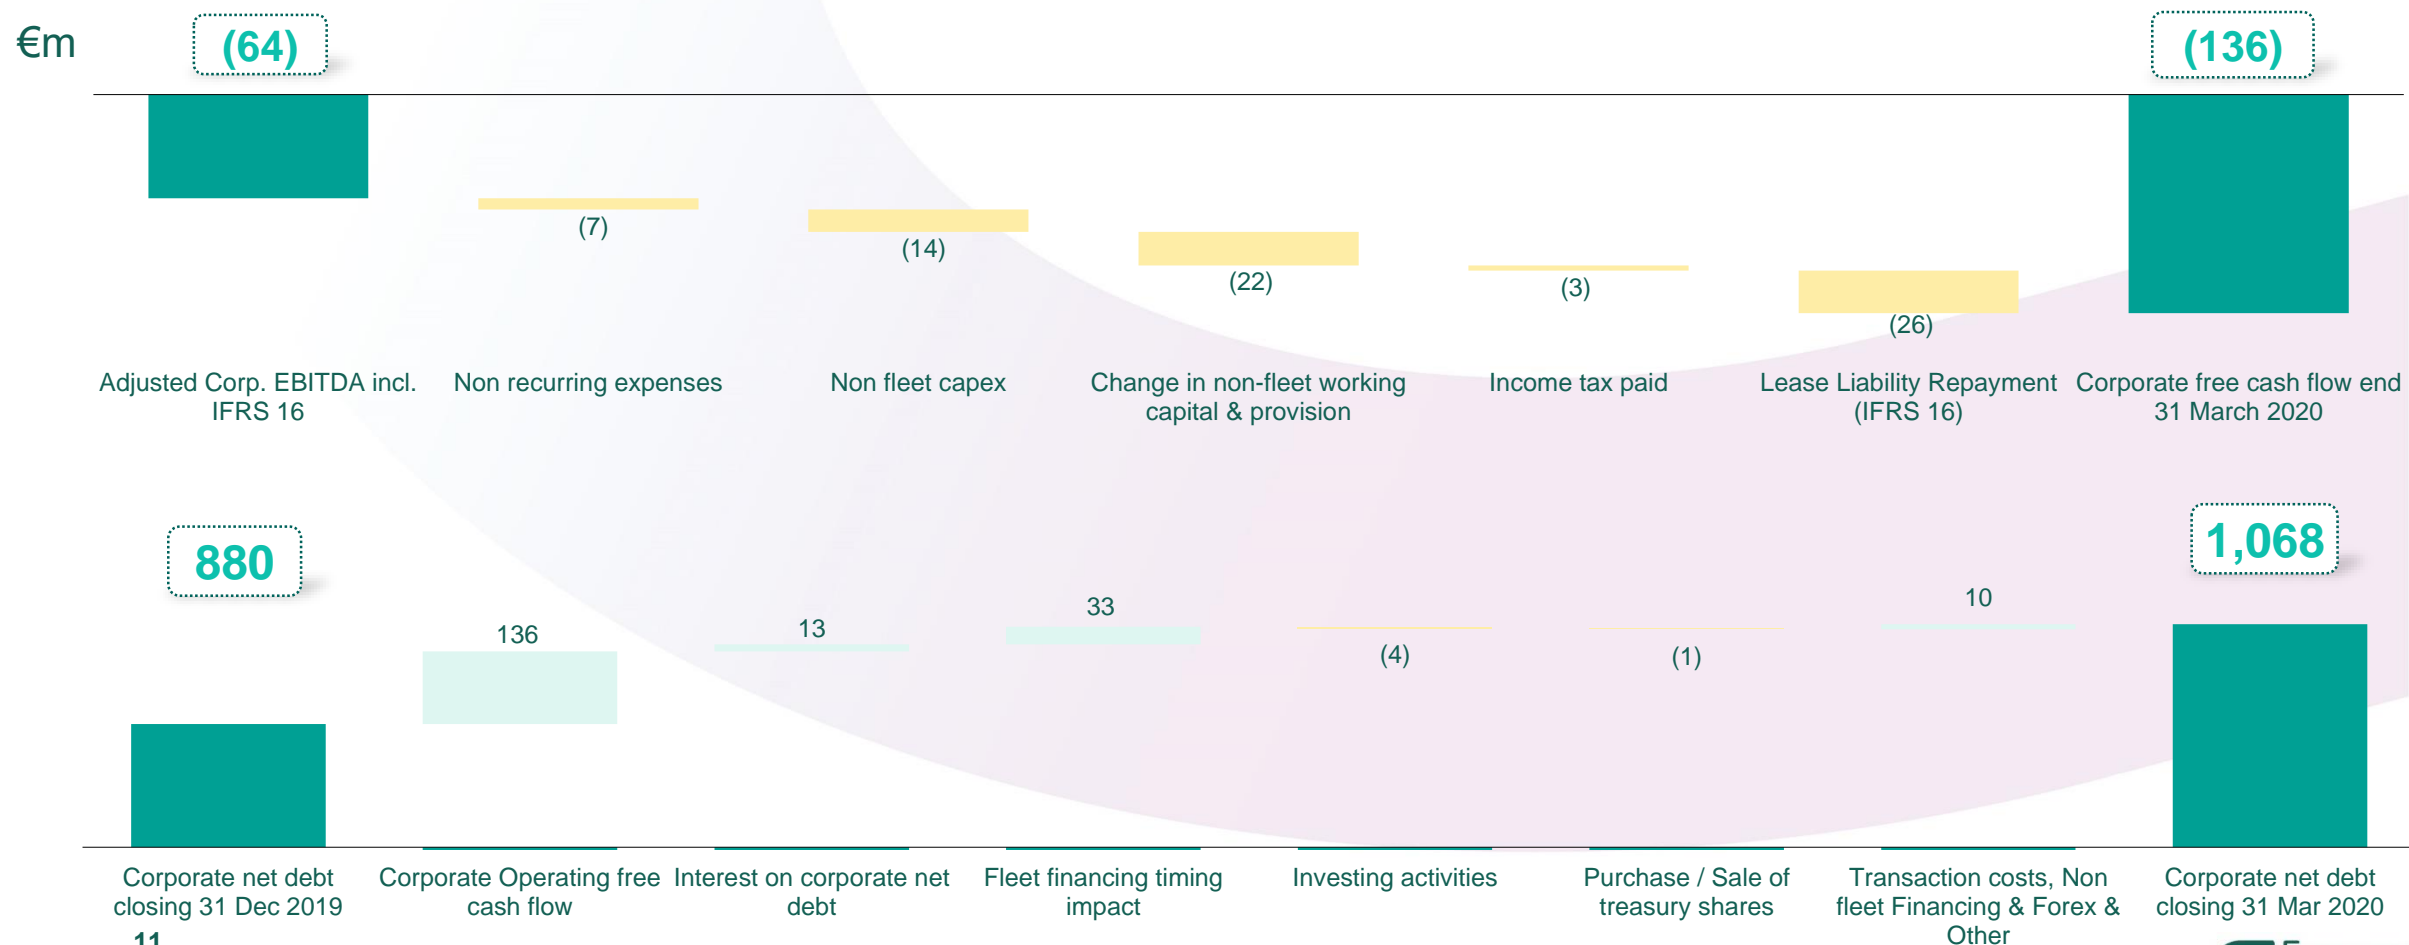 €m
(64)
(136)
(7)
(14)
(22)
(3)
(26)
Adjusted Corp. EBITDA incl.
IFRS 16
Non recurring expenses
Non fleet capex
Change in non-fleet working
capital & provision
Income tax paid
Lease Liability Repayment
(IFRS 16)
Corporate free cash flow end
31 March 2020
880
1,068
136
13
33
(4)
(1)
10
Corporate net debt
closing 31 Dec 2019
Corporate Operating free
cash flow
Interest on corporate net
debt
Fleet financing timing
impact
Investing activities
Purchase / Sale of
treasury shares
Transaction costs, Non
fleet Financing & Forex &
Other
Corporate net debt
closing 31 Mar 2020
11